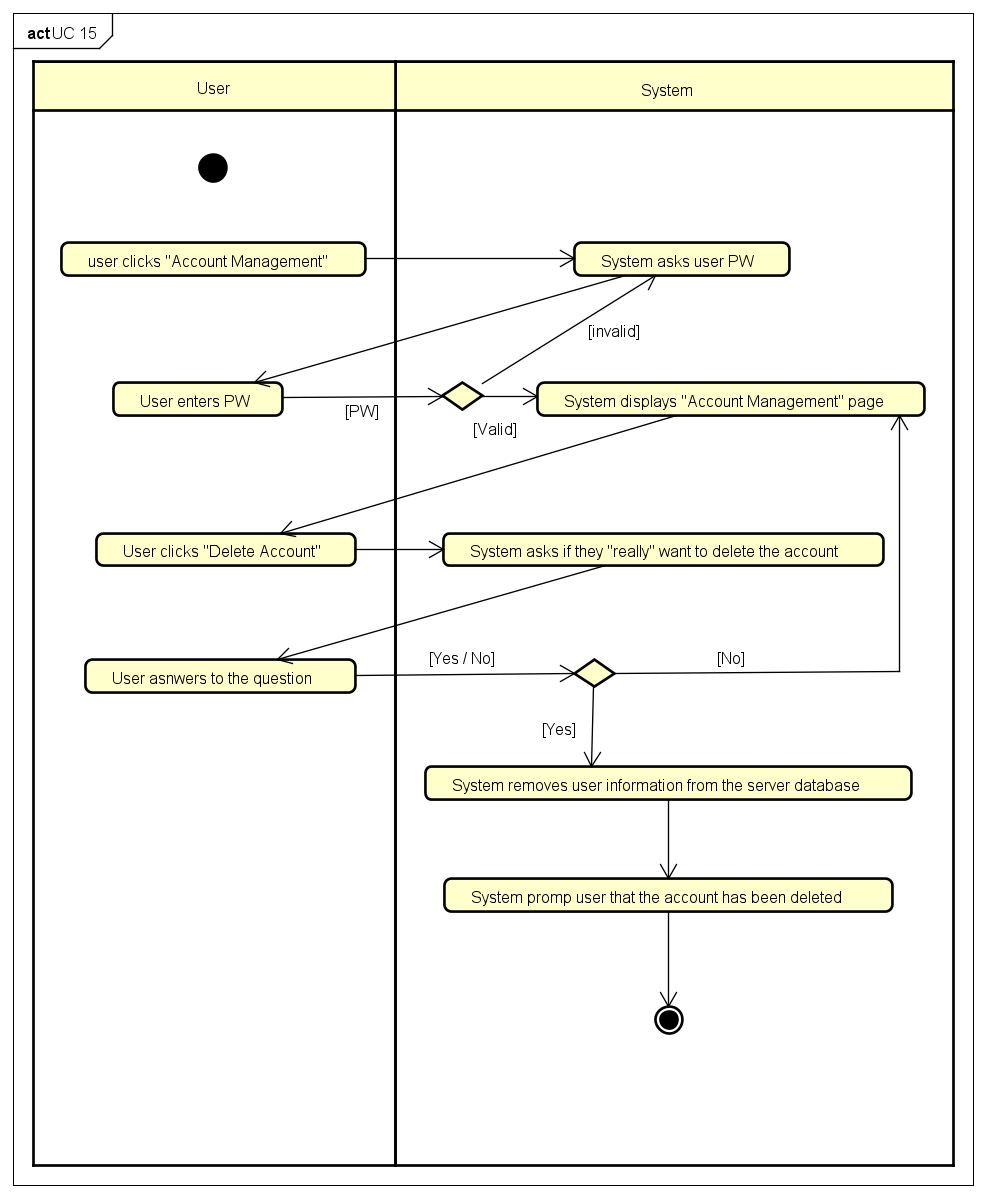 act UC 15
User
System
user clicks "Account Management"
System asks user PW
[invalid]
User enters PW
[PW]
[Valid]
System displays "Account Management" page
User clicks "Delete Account"
System asks if they "really" want to delete the account
User asnwers to the question
[Yes / No]
[No]
[Yes]
System removes user information from the server database
System promp user that the account has been deleted